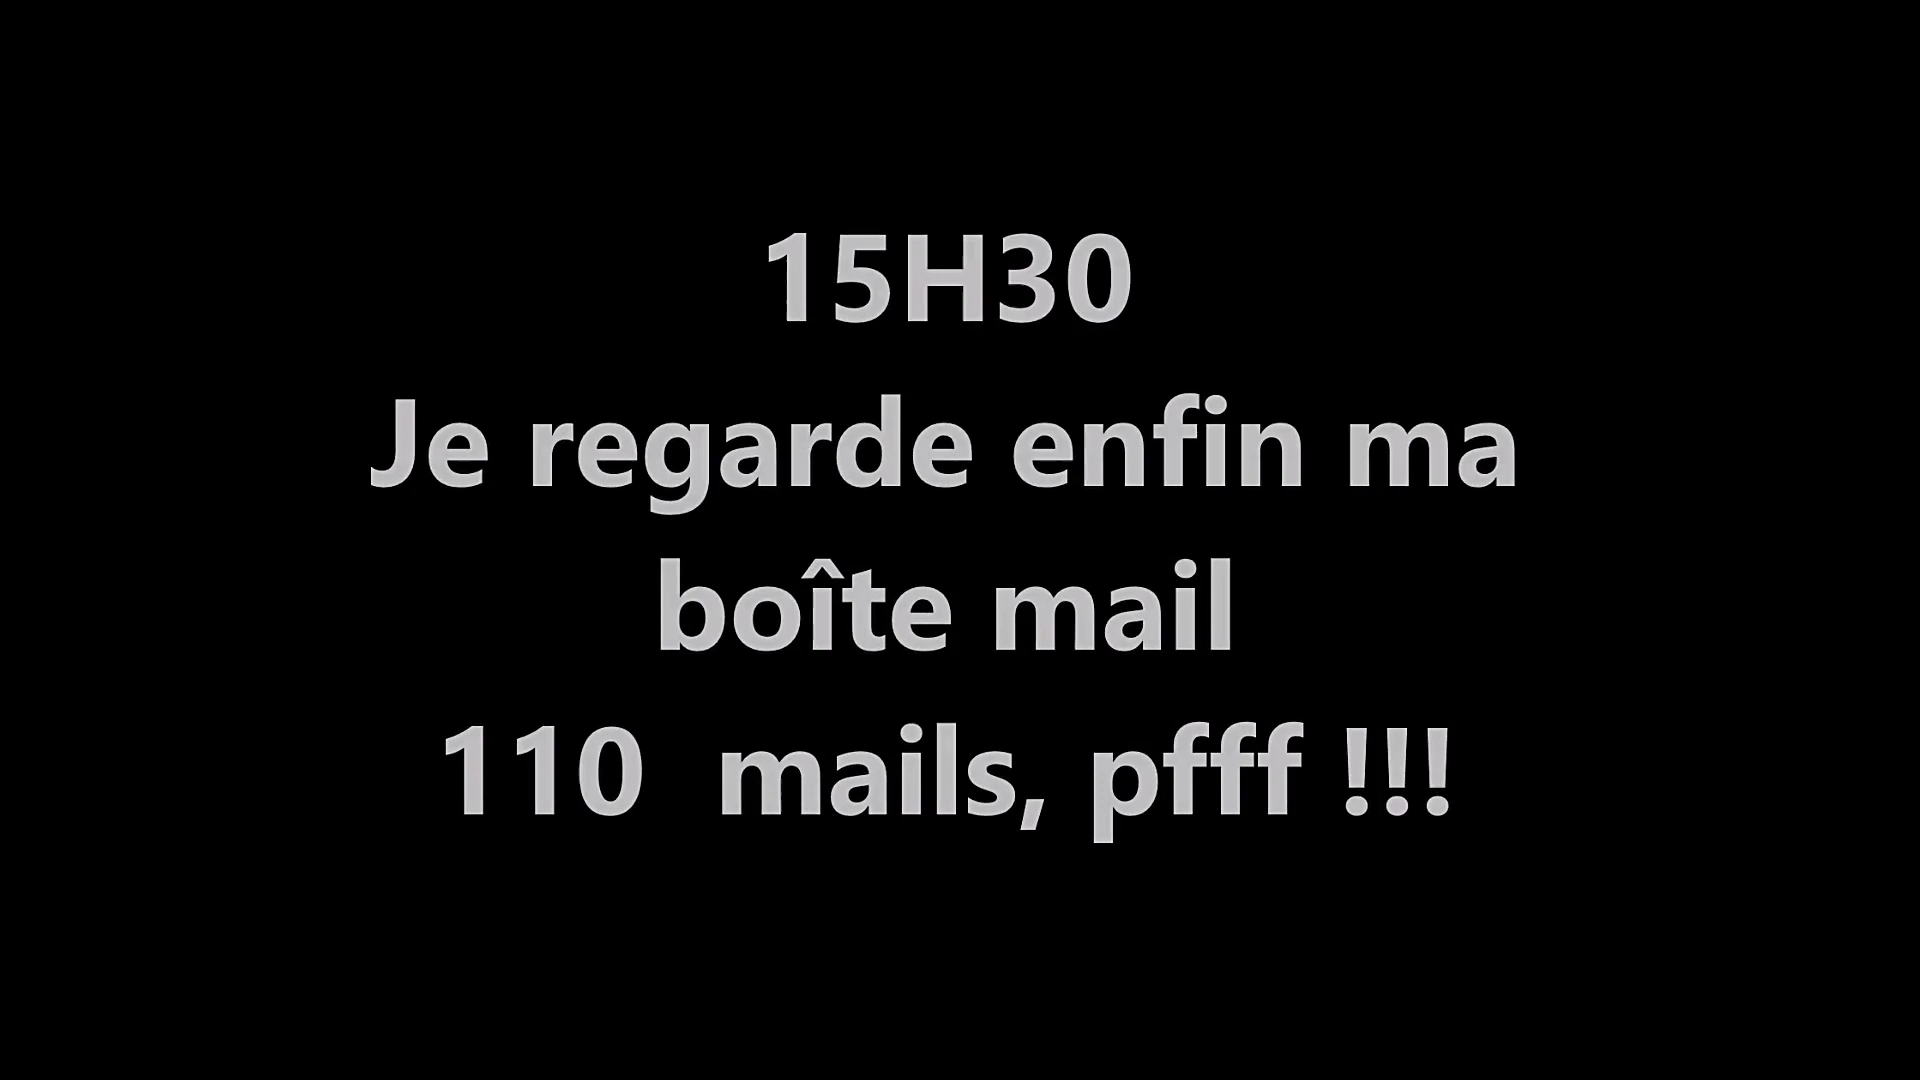 15H30
Je regarde enfin ma
boîte mail
110  mails, pfff !!!